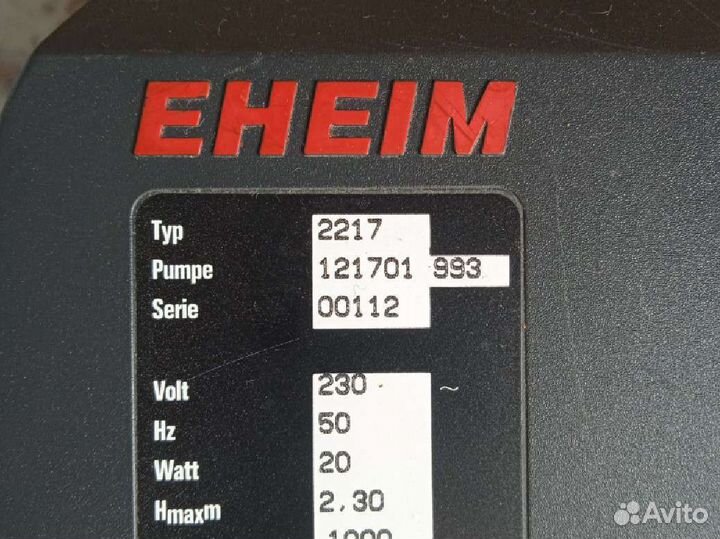 EHEIM
Typ 2217
Pumpe 121701 993
Serie 00112
Volt 230 ~
Hz 50
Watt 20
Hmaxm 2.30
Avito